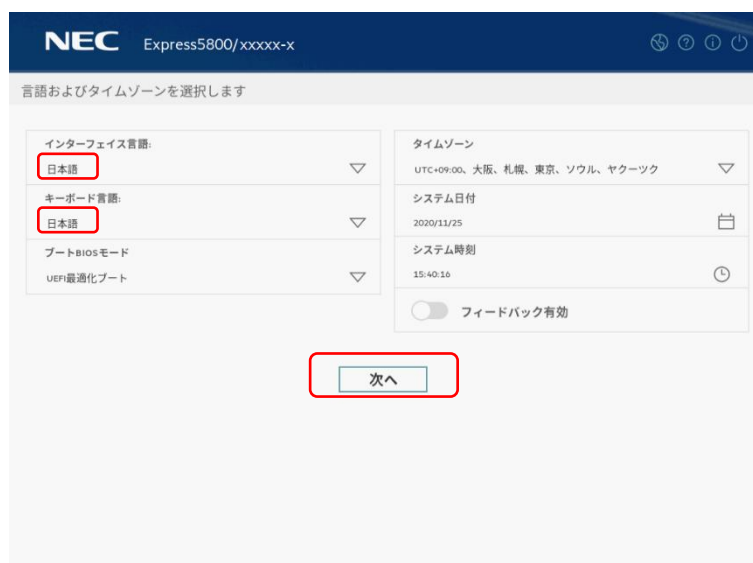 NEC Express5800/xxxxx-x
言語およびタイムゾーンを選択します
インターフェイス言語:
日本語
キーボード言語:
日本語
ブートBIOSモード
UEFI最適化ブート
タイムゾーン
UTC+09:00、大阪、札幌、東京、ソウル、ヤクーツク
システム日付
2020/11/25
システム時刻
15:40:16
フィードバック有効
次へ